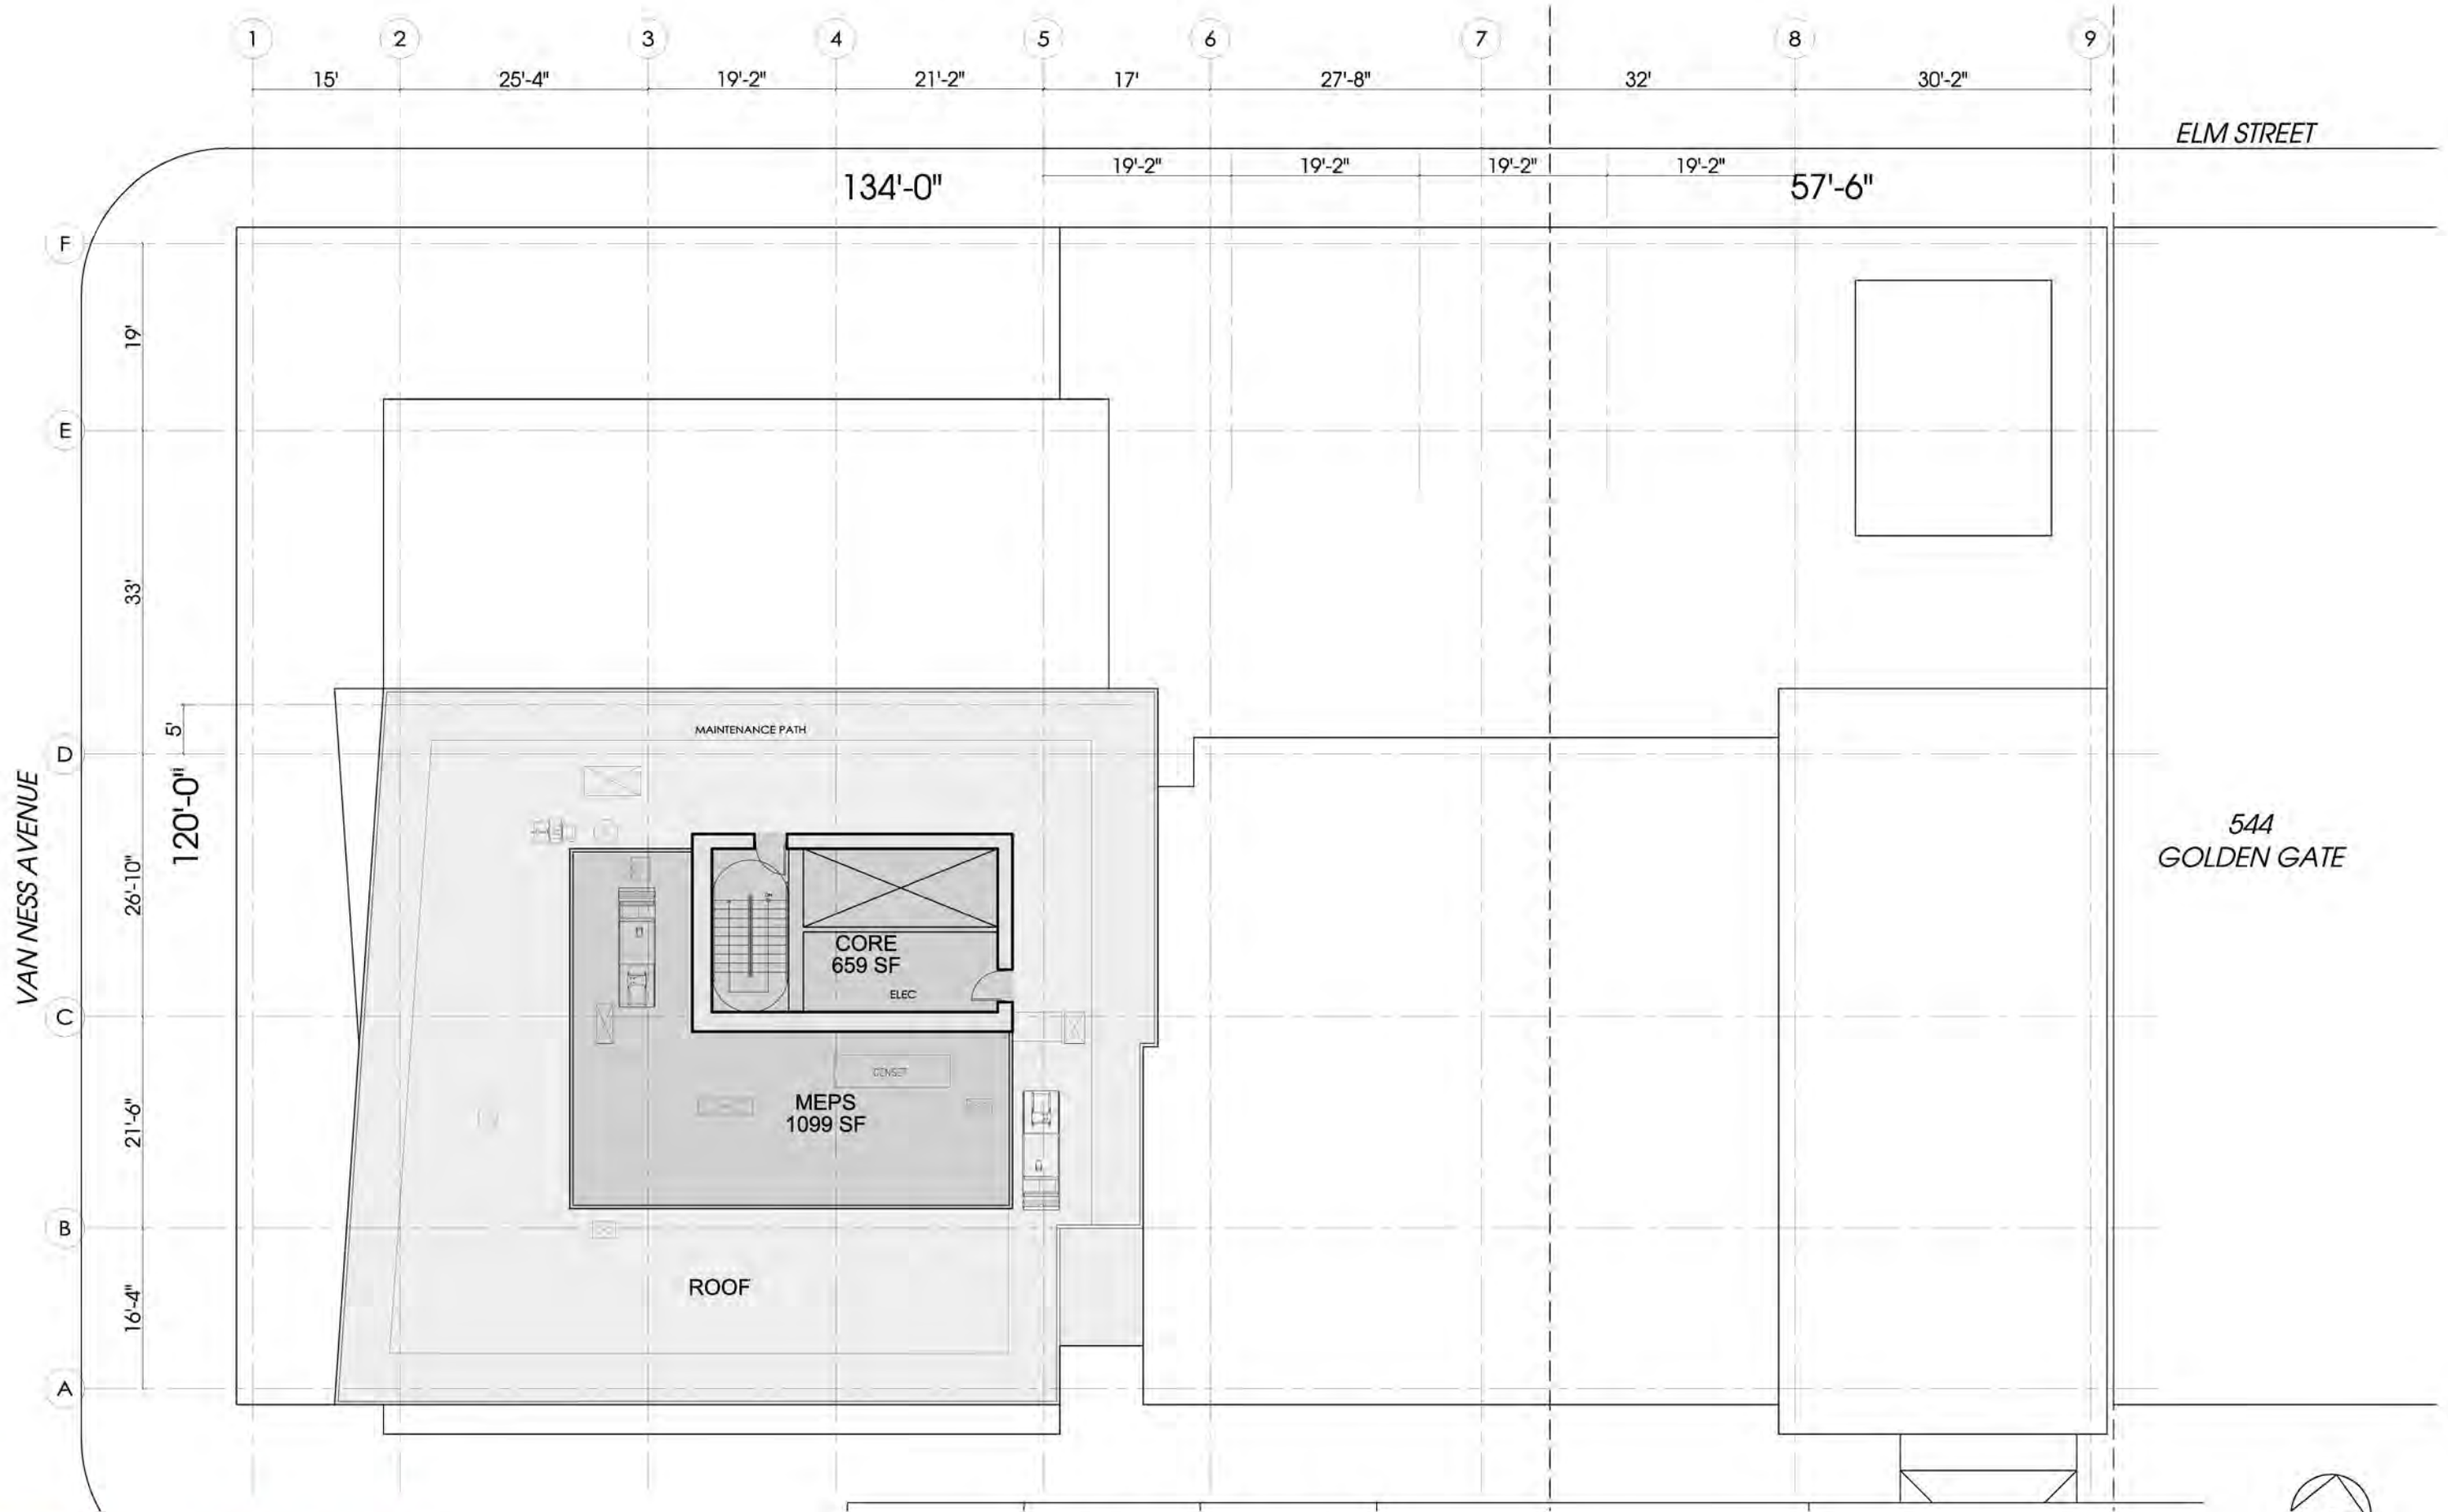 1
2
3
4
5
6
7
8
9
15'
25'-4"
19'-2"
21'-2"
17'
27'-8"
32'
30'-2"
ELM STREET
19'-2"
19'-2"
19'-2"
19'-2"
134'-0"
57'-6"
F
19'
E
33'
5'
MAINTENANCE PATH
D
VAN NESS AVENUE
120'-0"
544
GOLDEN GATE
26'-10"
CORE
659 SF
ELEC
C
GENSET
MEPS
1099 SF
21'-6"
B
ROOF
16'-4"
A